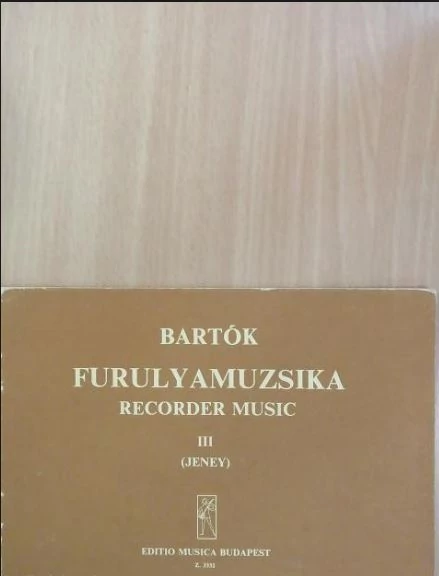 BARTÓK
FURULYAMUZSIKA
RECORDER MUSIC
III
(JENEY)
EDITIO MUSICA BUDAPEST